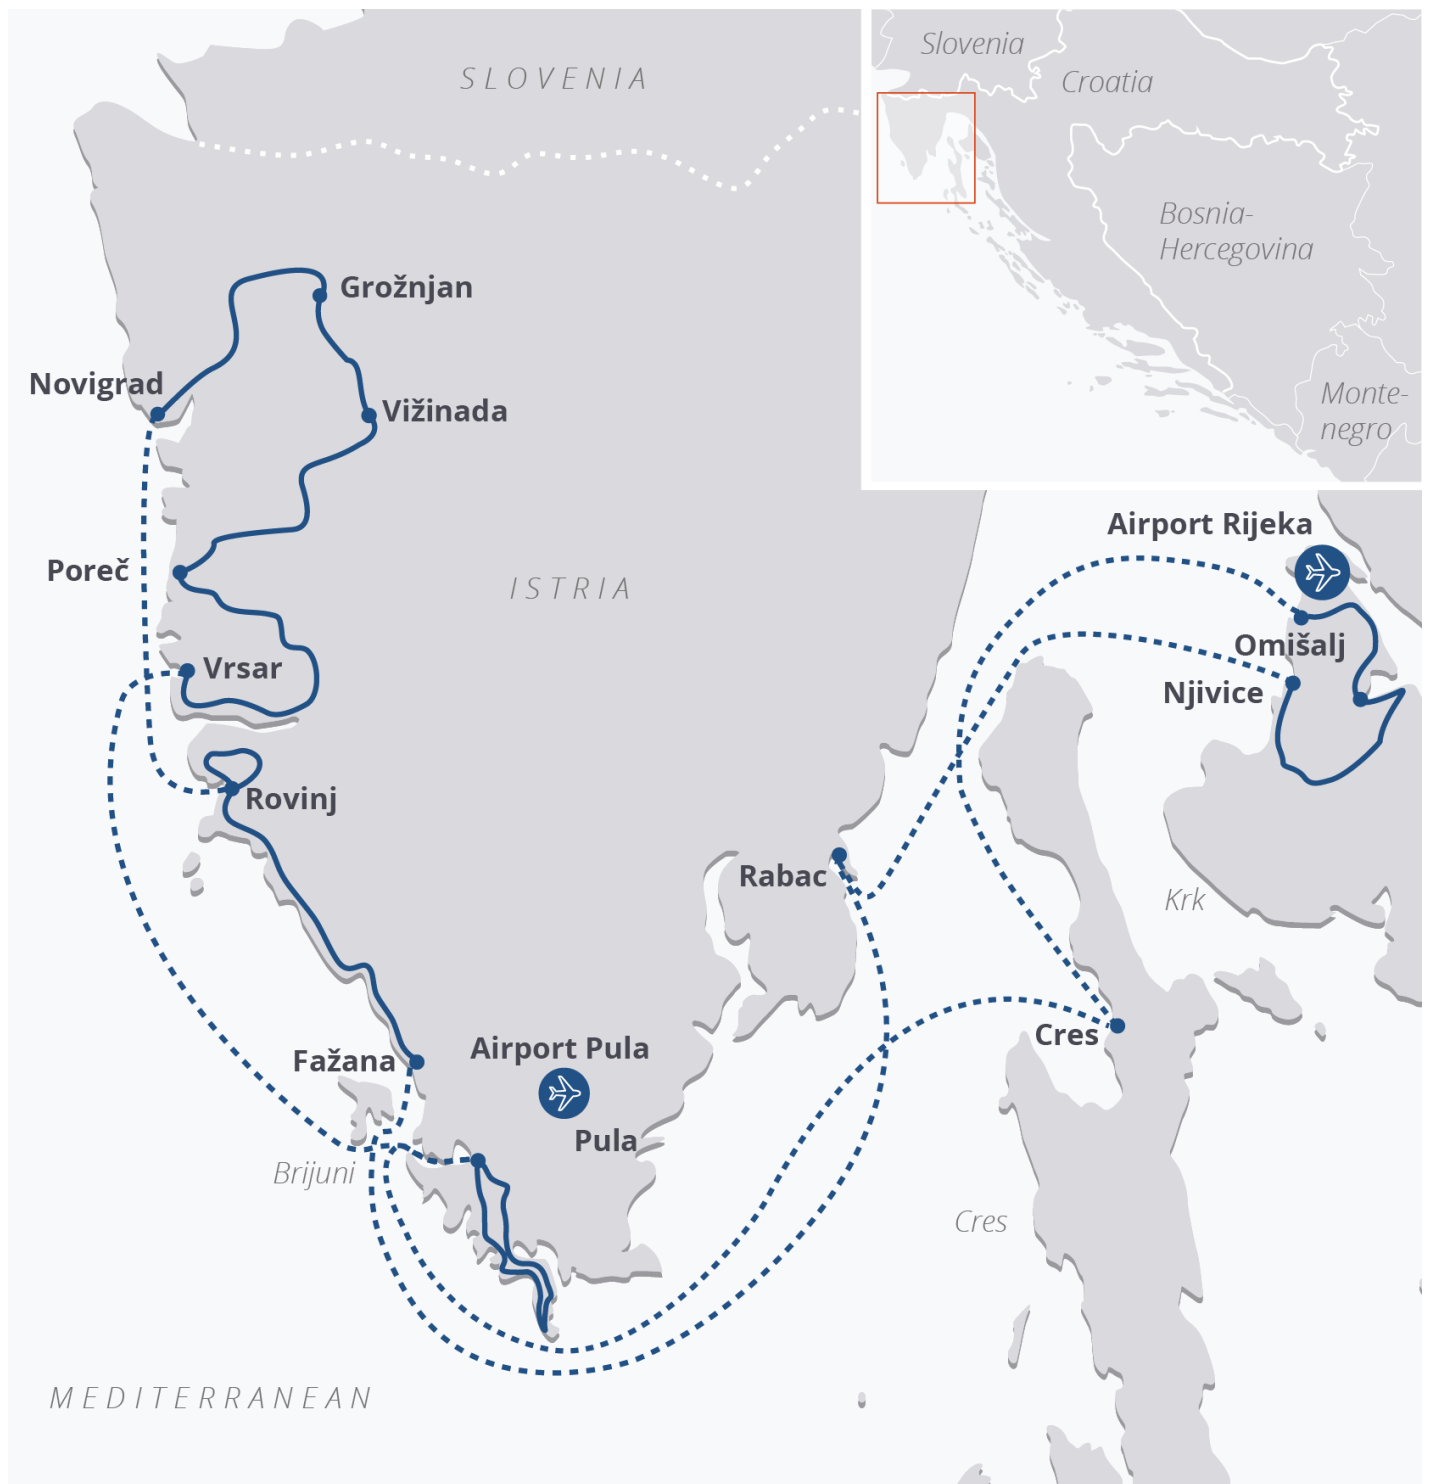 SLOVENIA
Slovenia
Croatia
Bosnia-
Hercegovina
Monte-
negro
Grožnjan
Novigrad
Vižinada
Airport Rijeka
Poreč
ISTRIA
Omišalj
Vrsar
Njivice
Rovinj
Rabac
Krk
Cres
Airport Pula
Fažana
Pula
Brijuni
Cres
MEDITERRANEAN